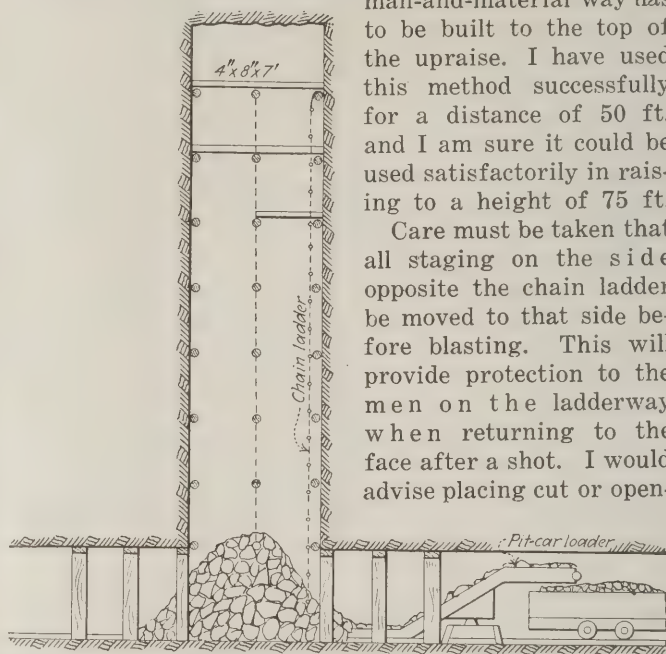 man-and-material way has
to be built to the top of
the upraise. I have used
this method successfully
for a distance of 50 ft.
and I am sure it could be
used satisfactorily in rais-
ing to a height of 75 ft.
Care must be taken that
all staging on the side
opposite the chain ladder
be moved to that side be-
fore blasting. This will
provide protection to the
men on the ladderway
when returning to the
face after a shot. I would
advise placing cut or open-
4"x8"x7'
Chain ladder
Pit-car loader